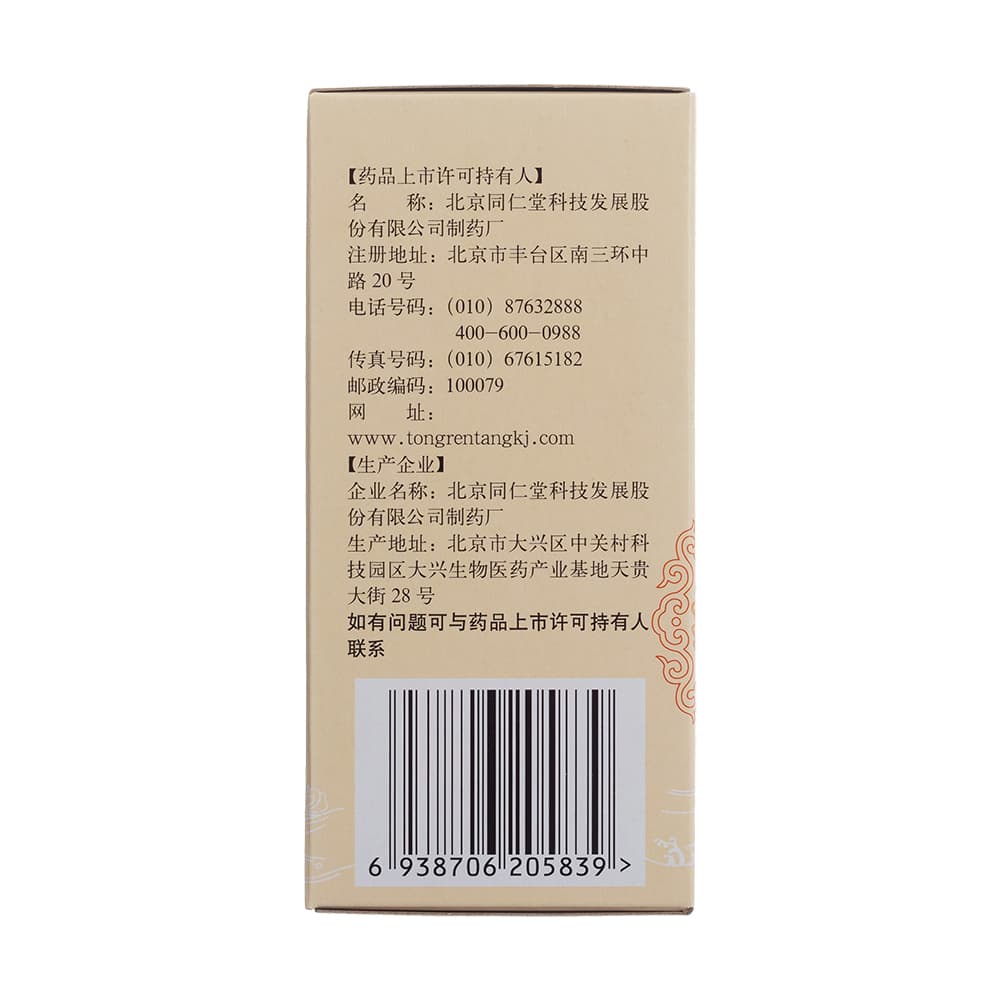 【药品上市许可持有人】
名　　称：北京同仁堂科技发展股
份有限公司制药厂
注册地址：北京市丰台区南三环中
路 20 号
电话号码：（010）87632888
400-600-0988
传真号码：（010）67615182
邮政编码：100079
网　　址：
www.tongrentangkj.com
【生产企业】
企业名称：北京同仁堂科技发展股
份有限公司制药厂
生产地址：北京市大兴区中关村科
技园区大兴生物医药产业基地天贵
大街 28 号
如有问题可与药品上市许可持有人
联系
6 938706 205839 >